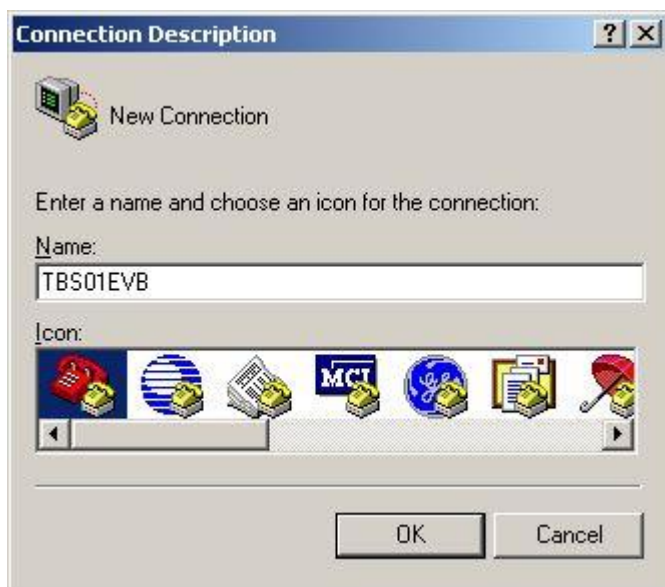 Connection Description
New Connection
Enter a name and choose an icon for the connection:
Name:
TBS01EVB
Icon:
MCI
OK Cancel